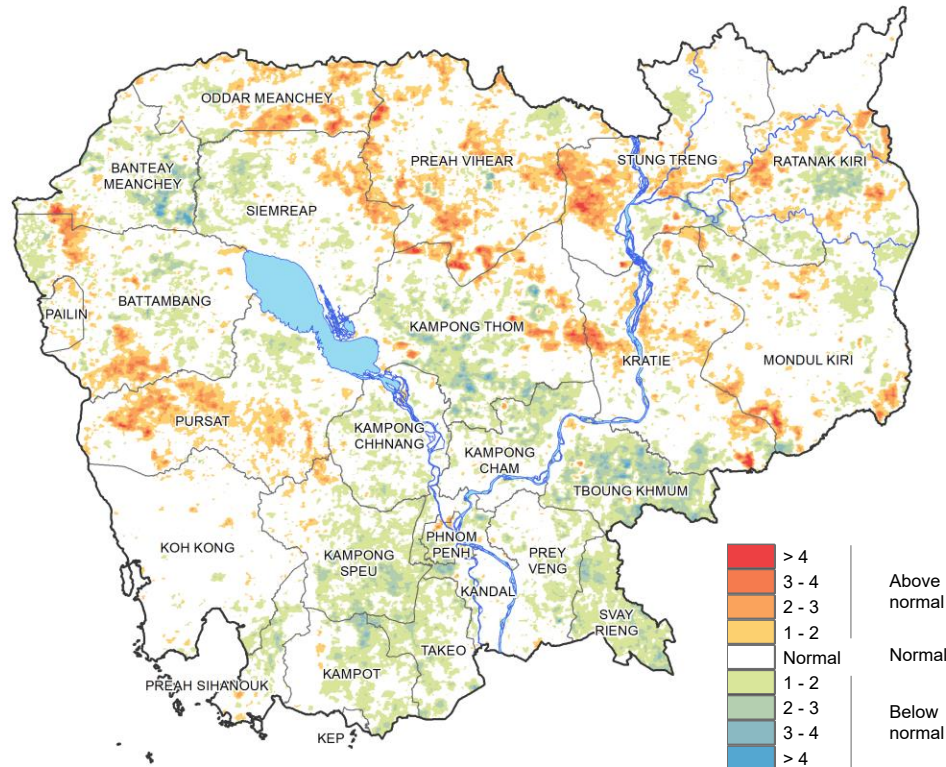 ODDAR MEANCHEY
PREAH VIHEAR
STUNG TRENG
RATANAK KIRI
BANTEAY
MEANCHEY
SIEMREAP
BATTAMBANG
PAILIN
KAMPONG THOM
KRATIE
MONDUL KIRI
PURSAT
KAMPONG
CHHNANG
KAMPONG
CHAM
TBOUNG KHMUM
KOH KONG
KAMPONG
SPEU
PHNOM
PENH
PREY
VENG
KANDAL
SVAY
RIENG
TAKEO
KAMPOT
PREAH SIHANOUK
KEP
> 4
3 - 4
2 - 3
1 - 2
Above
normal
Normal
Normal
1 - 2
2 - 3
3 - 4
> 4
Below
normal